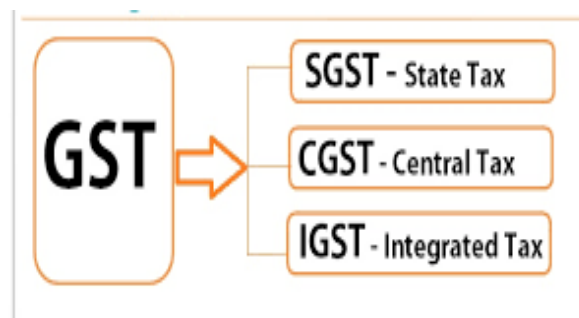 GST
SGST - State Tax
CGST - Central Tax
IGST - Integrated Tax